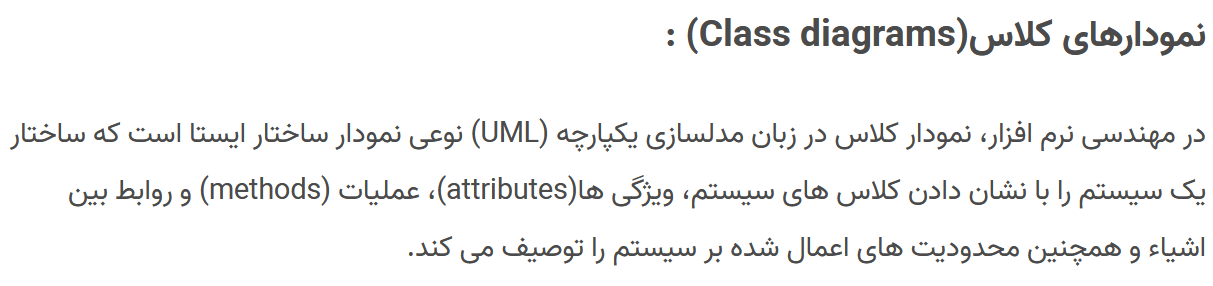 نمودارهای کلاس(Class diagrams) :
در مهندسی نرم افزار، نمودار کلاس در زبان مدلسازی یکپارچه (UML) نوعی نمودار ساختار ایستا است که ساختار
یک سیستم را با نشان دادن کلاس های سیستم، ویژگی ها(attributes)، عملیات (methods) و روابط بین
اشیاء و همچنین محدودیت های اعمال شده بر سیستم را توصیف می کند.